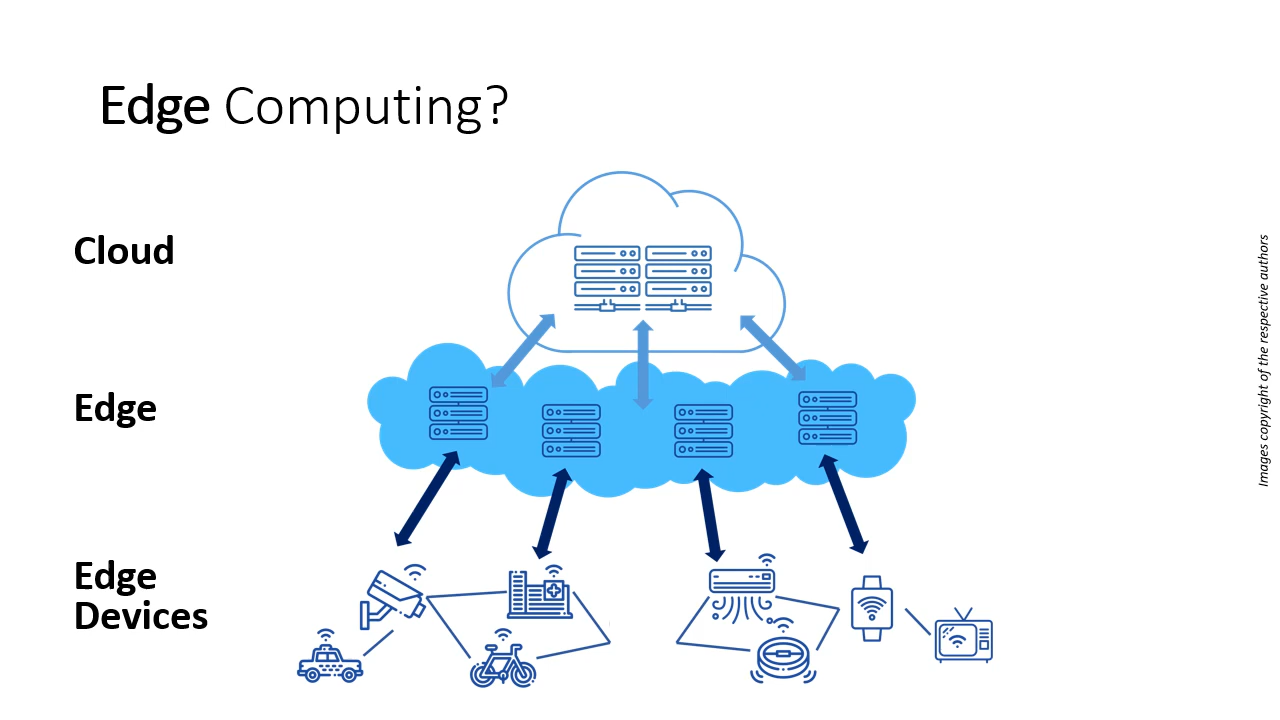 Edge Computing?
Cloud
Edge
Edge
Devices
Images copyright of the respective authors